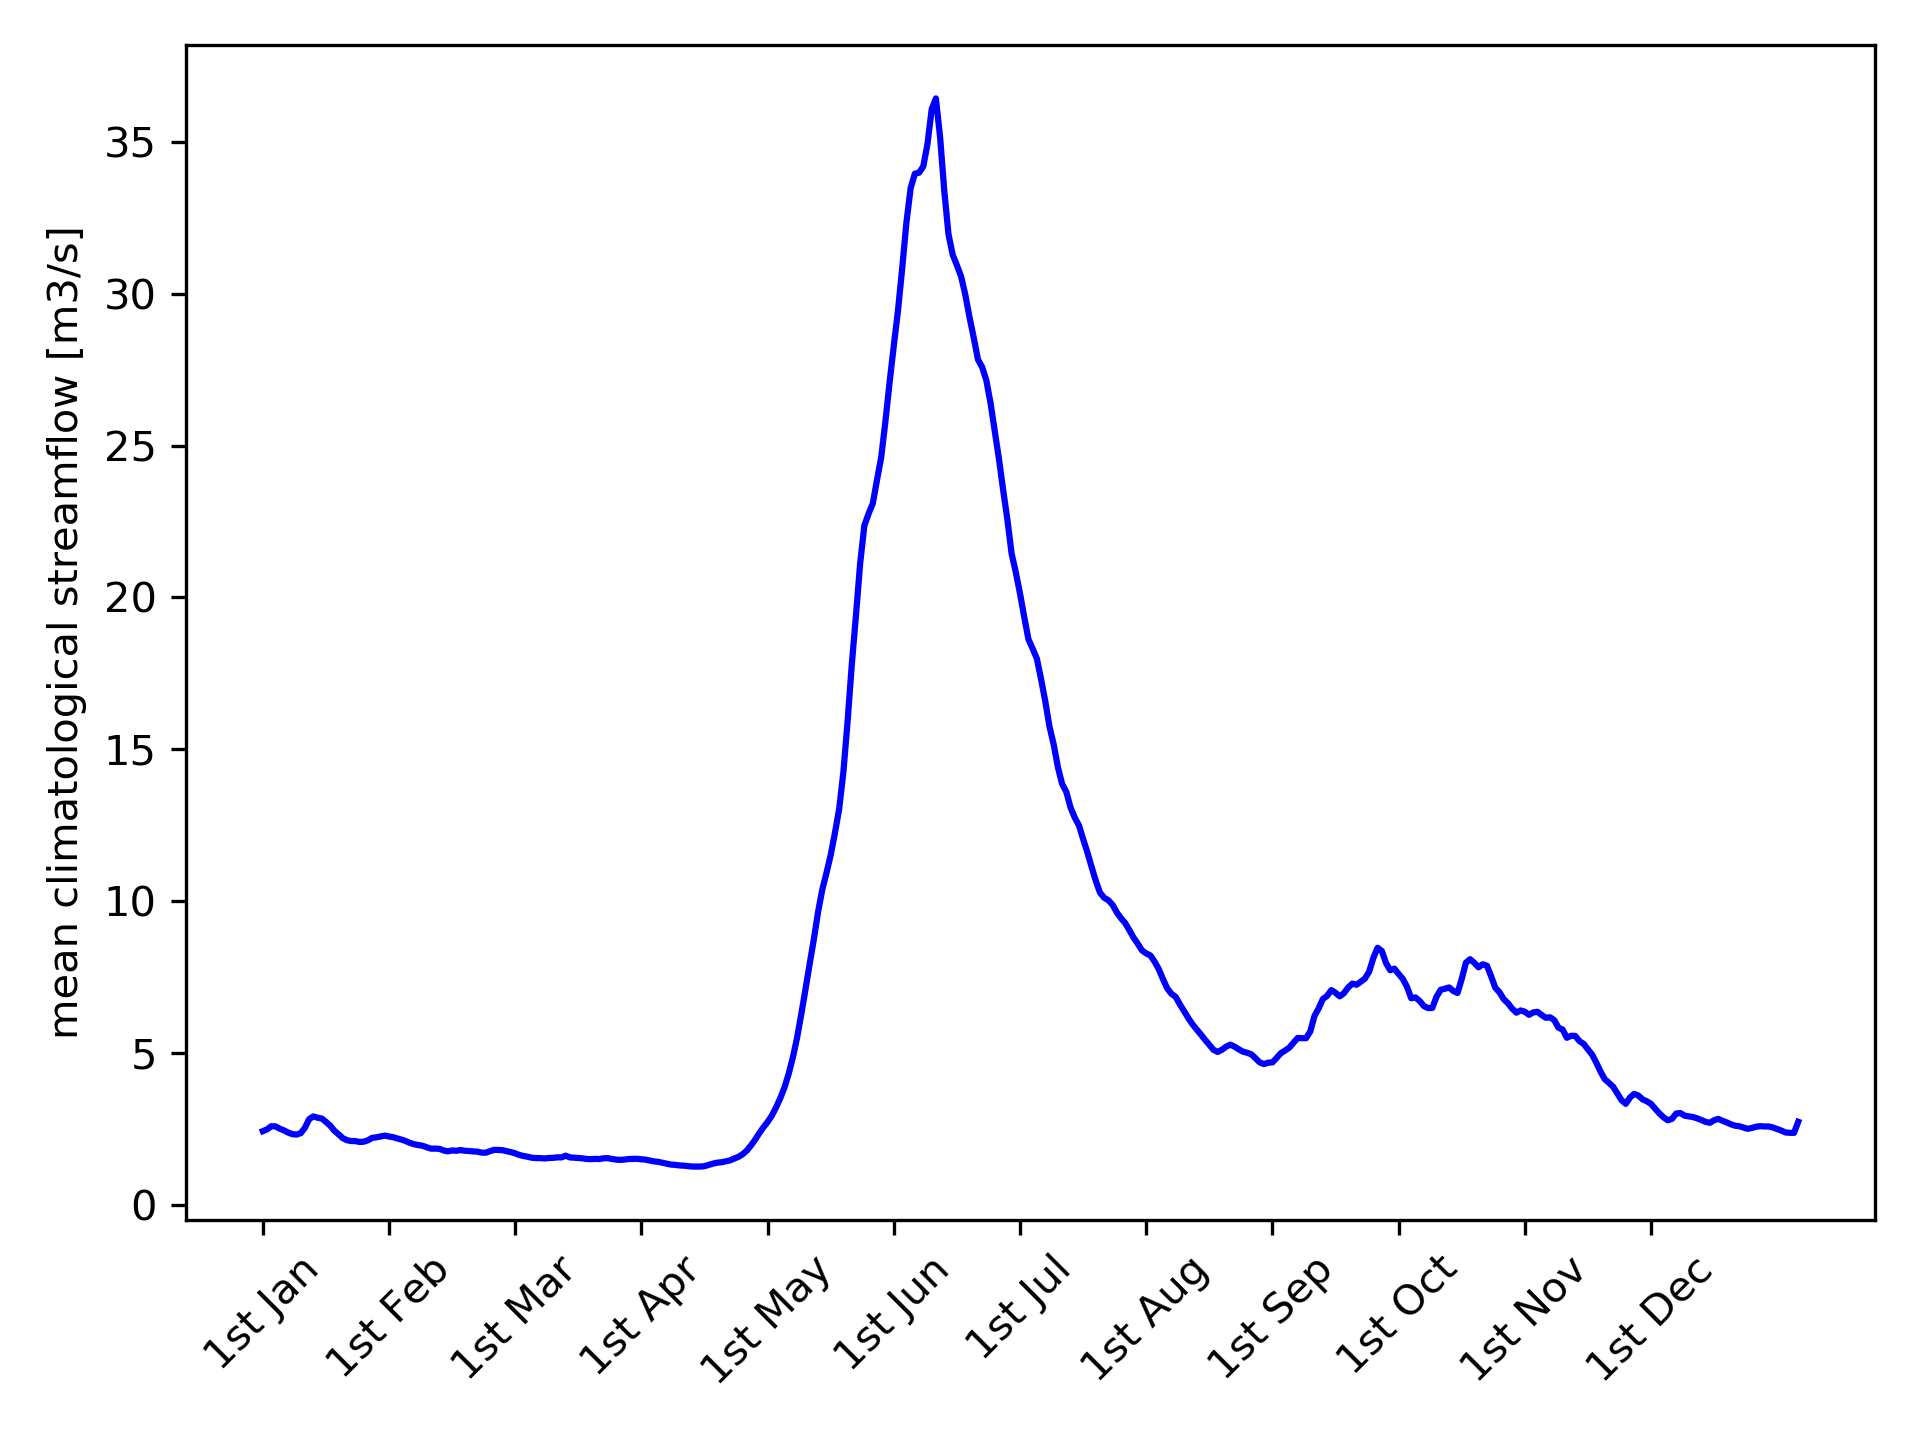 mean climatological streamflow [m3/s]
35
30
25
20
15
10
5
0
1st Jan
1st Feb
1st Mar
1st Apr
1st May
1st Jun
1st Jul
1st Aug
1st Sep
1st Oct
1st Nov
1st Dec